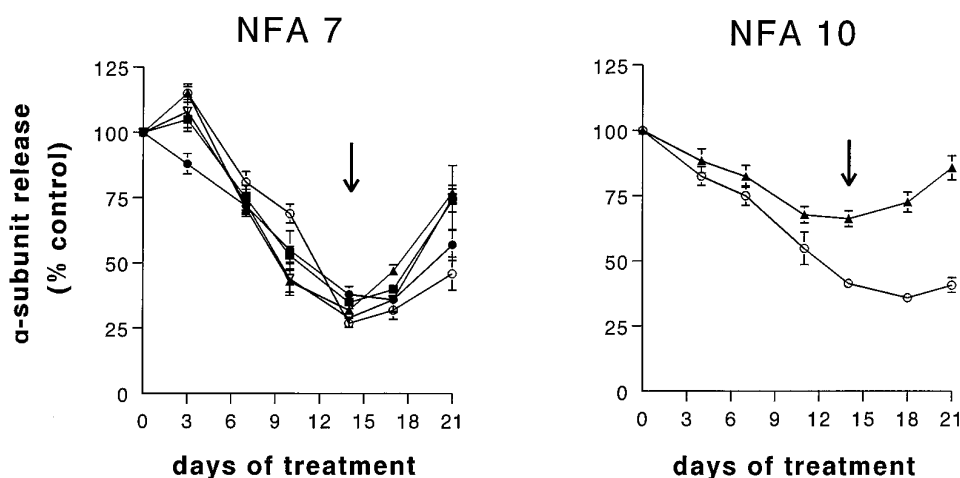 NFA 7
α-subunit release
(% control)
125
100
75
50
25
0
0 3 6 9 12 15 18 21
days of treatment
NFA 10
125
100
75
50
25
0
0 3 6 9 12 15 18 21
days of treatment